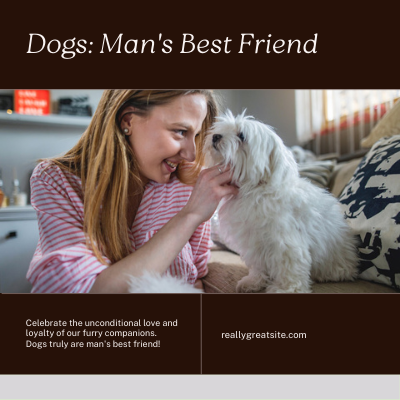 Dogs: Man's Best Friend
Celebrate the unconditional love and
loyalty of our furry companions.
Dogs truly are man's best friend!
reallygreatsite.com